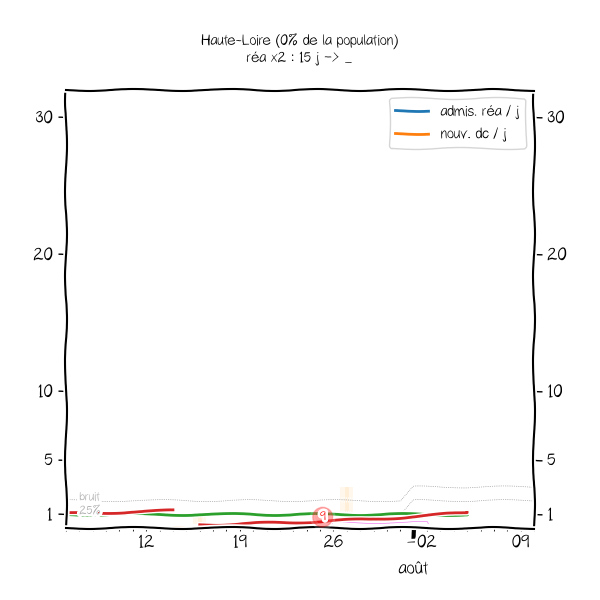 Haute-Loire (0% de la population)
réa x2 : 15 j -> _
admis. réa / j
nouv. dc / j
30
30
20
20
10
10
5
5
bruit
25%
1
9
1
12
19
26
02
09
août